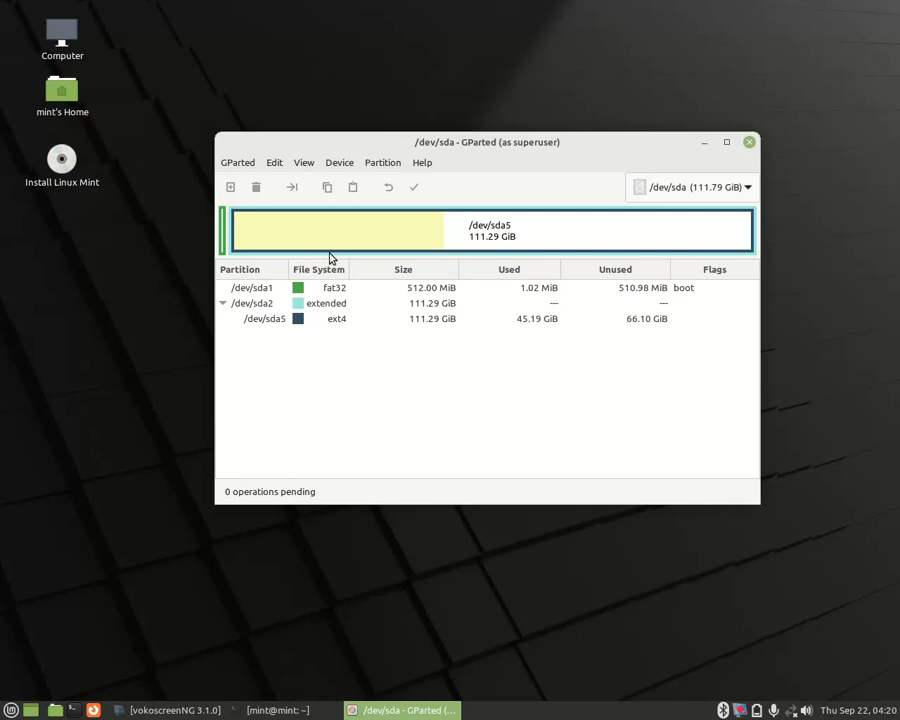 Computer
mint's Home
Install Linux Mint
/dev/sda - GParted (as superuser)
GParted Edit View Device Partition Help
/dev/sda (111.79 GiB)
/dev/sda5
111.29 GiB
Partition File System Size Used Unused Flags
/dev/sda1 fat32 512.00 MiB 1.02 MiB 510.98 MiB boot
/dev/sda2 extended 111.29 GiB --- ---
/dev/sda5 ext4 111.29 GiB 45.19 GiB 66.10 GiB
0 operations pending
[vokoscreenNG 3.1.0] [mint@mint: ~] /dev/sda - GParted (... Thu Sep 22, 04:20